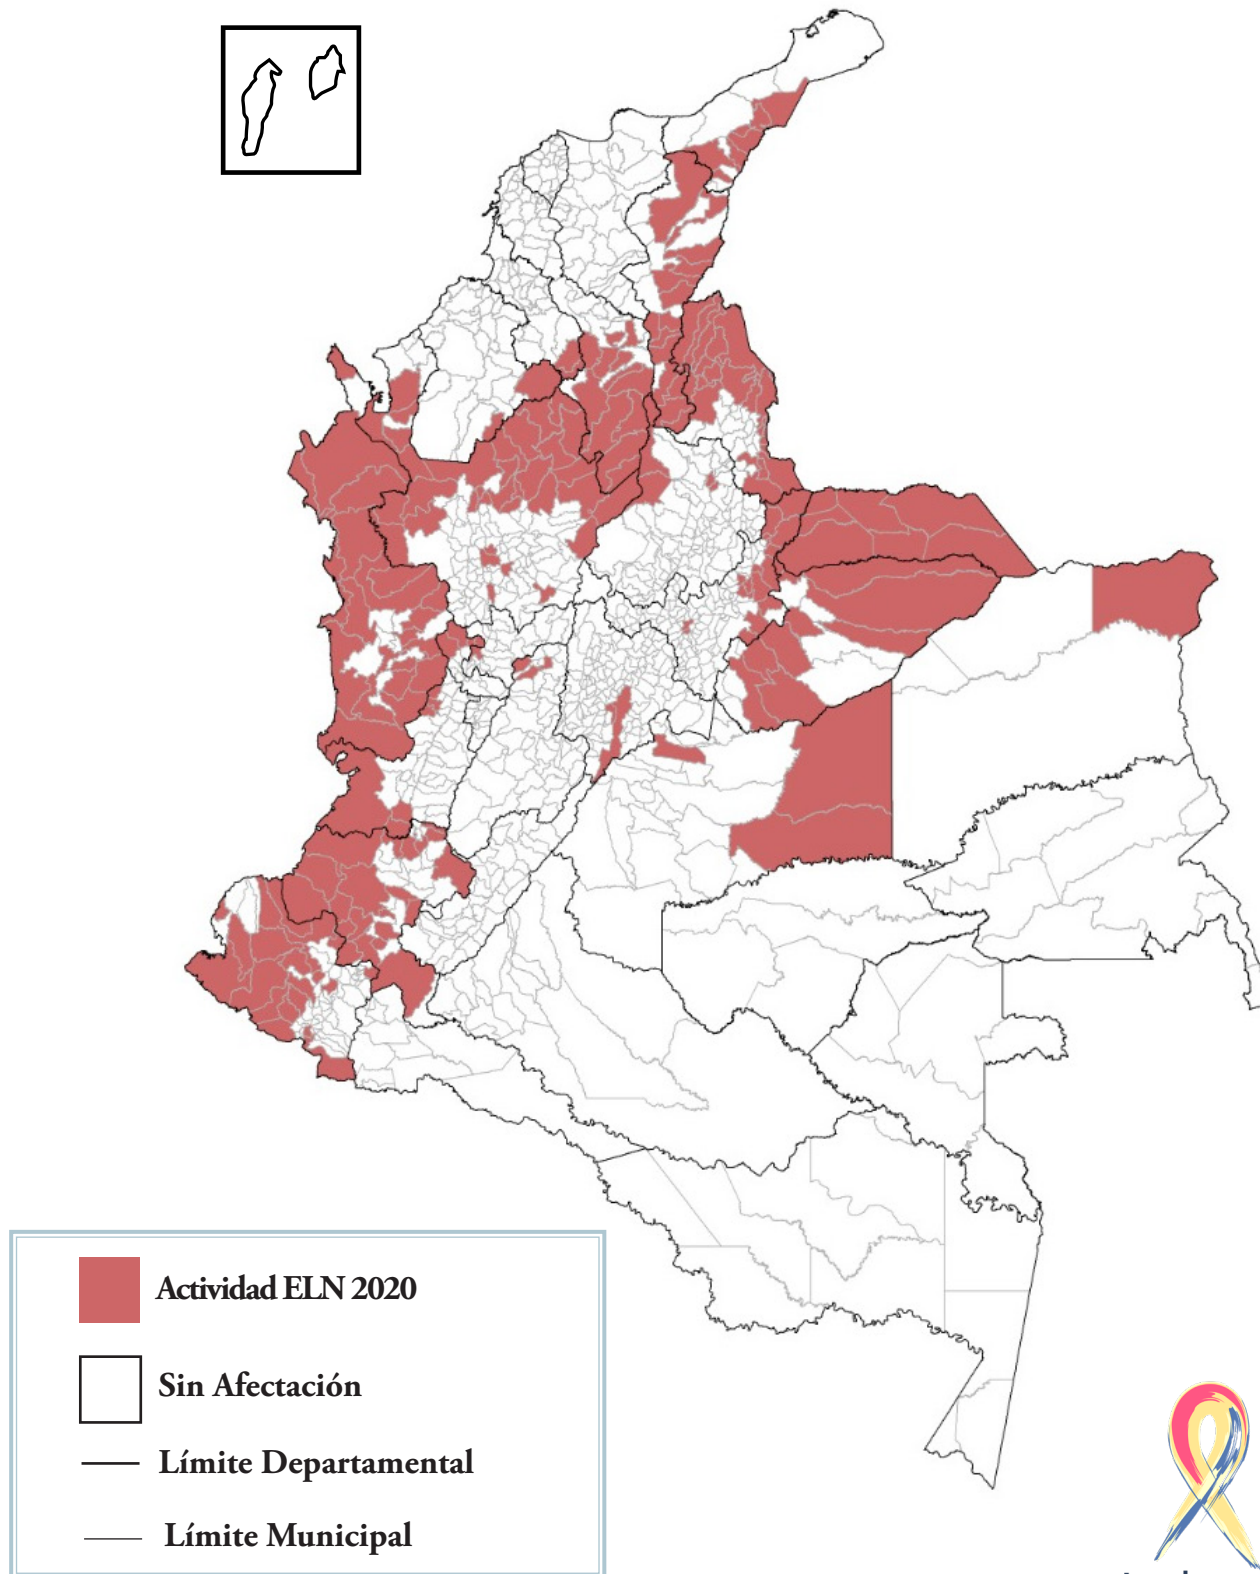 Actividad ELN 2020
Sin Afectación
Límite Departamental
Límite Municipal